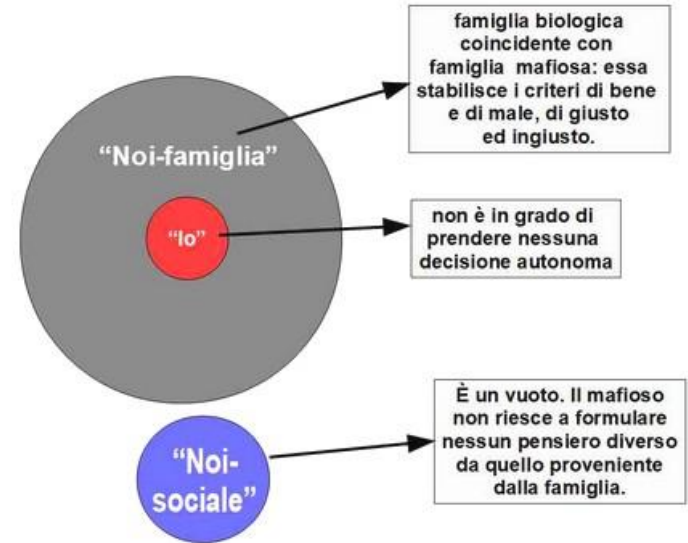 famiglia biologica
coincidente con
famiglia mafiosa: essa
stabilisce i criteri di bene
e di male, di giusto
ed ingiusto.
“Noi-famiglia”
“Io”
non è in grado di
prendere nessuna
decisione autonoma
È un vuoto. Il mafioso
non riesce a formulare
nessun pensiero diverso
da quello proveniente
dalla famiglia.
“Noi-
sociale”